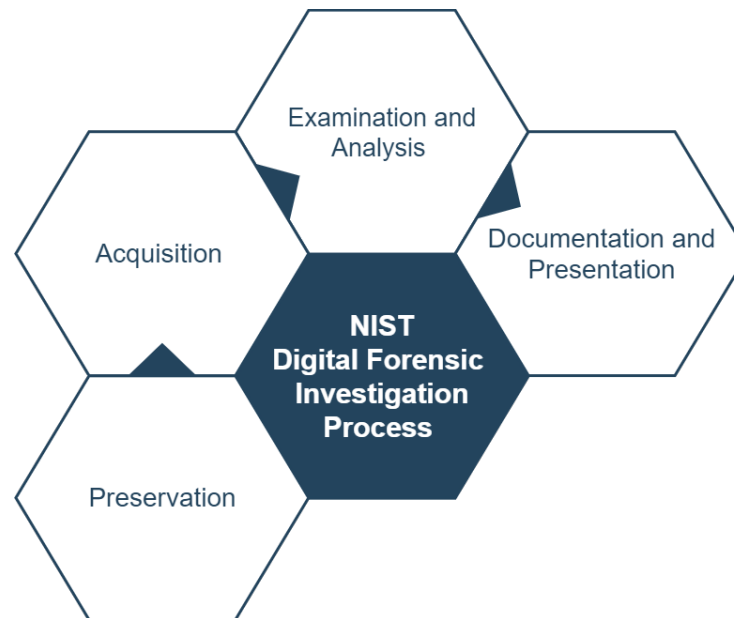 Examination and
Analysis
Documentation and
Presentation
Acquisition
NIST
Digital Forensic
Investigation
Process
Preservation